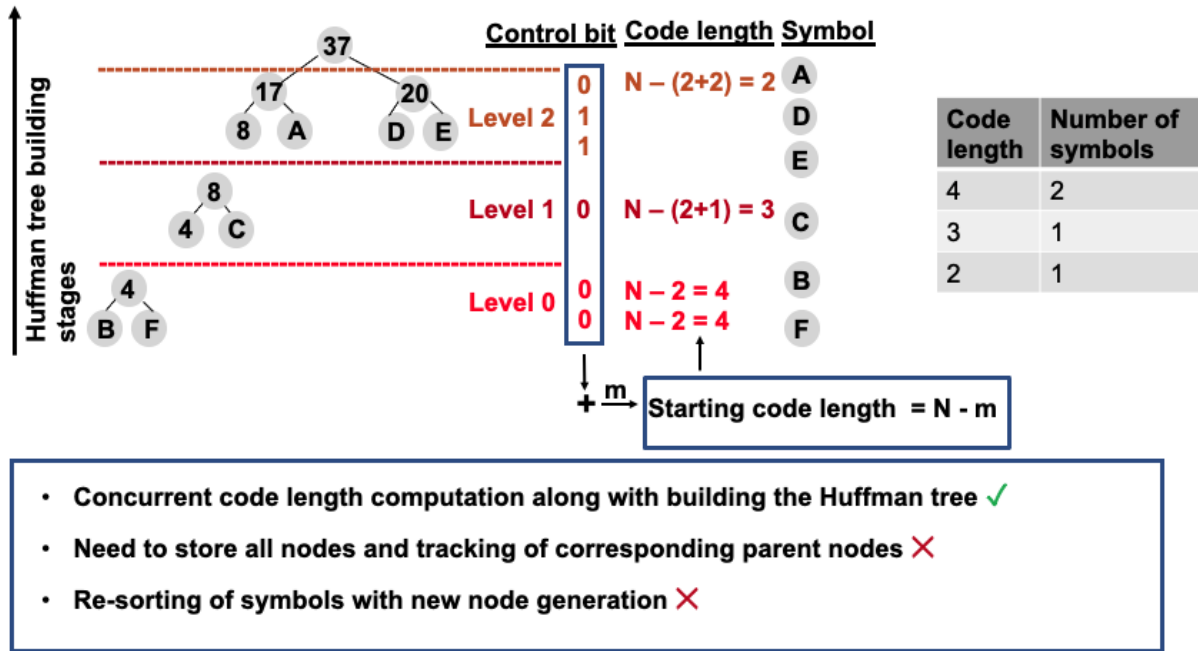 Huffman tree building
stages
37
17
20
8
A
D
E
8
4
C
4
B
F
Control bit
Code length
Symbol
Level 2
0
1
1
N – (2+2) = 2
A
D
E
Level 1
0
N – (2+1) = 3
C
Level 0
0
0
N – 2 = 4
N – 2 = 4
B
F
+
m
Starting code length = N - m
Code length
Number of symbols
4
2
3
1
2
1
• Concurrent code length computation along with building the Huffman tree ✓
• Need to store all nodes and tracking of corresponding parent nodes ✕
• Re-sorting of symbols with new node generation ✕